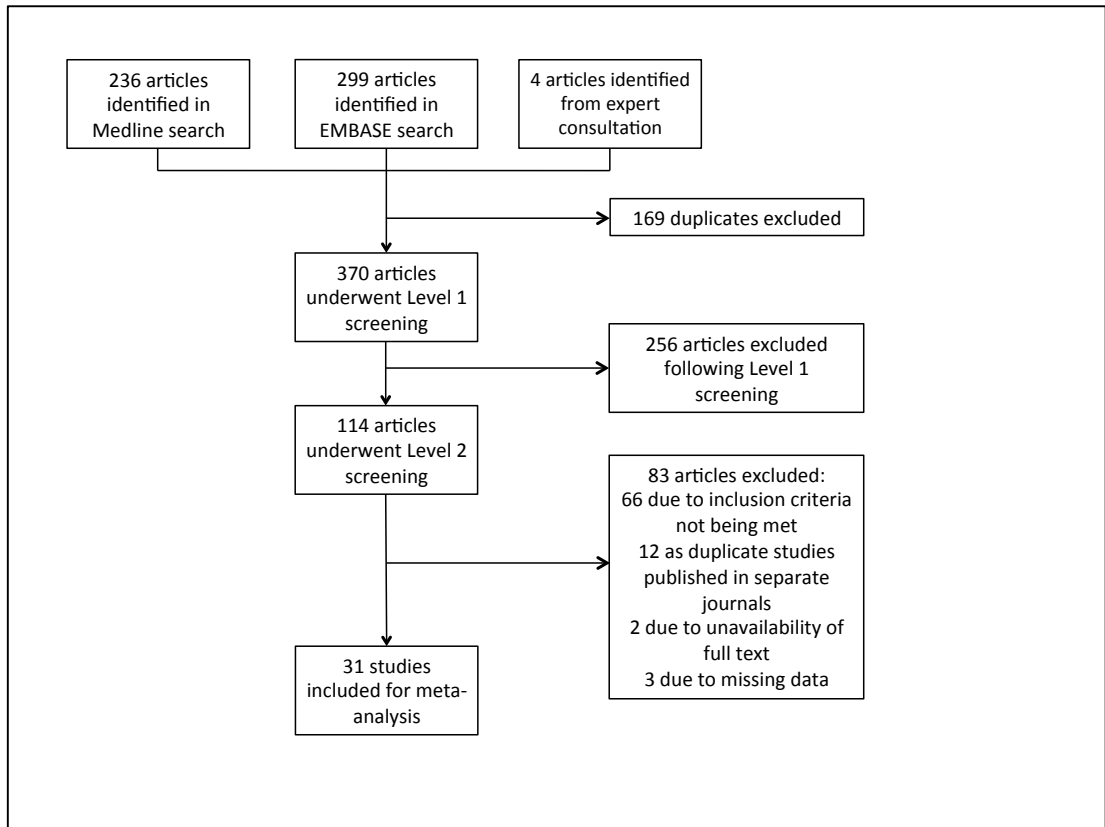 236 articles
identified in
Medline search
299 articles
identified in
EMBASE search
4 articles identified
from expert
consultation
169 duplicates excluded
370 articles
underwent Level 1
screening
256 articles excluded
following Level 1
screening
114 articles
underwent Level 2
screening
83 articles excluded:
66 due to inclusion criteria
not being met
12 as duplicate studies
published in separate
journals
2 due to unavailability of
full text
3 due to missing data
31 studies
included for meta-
analysis